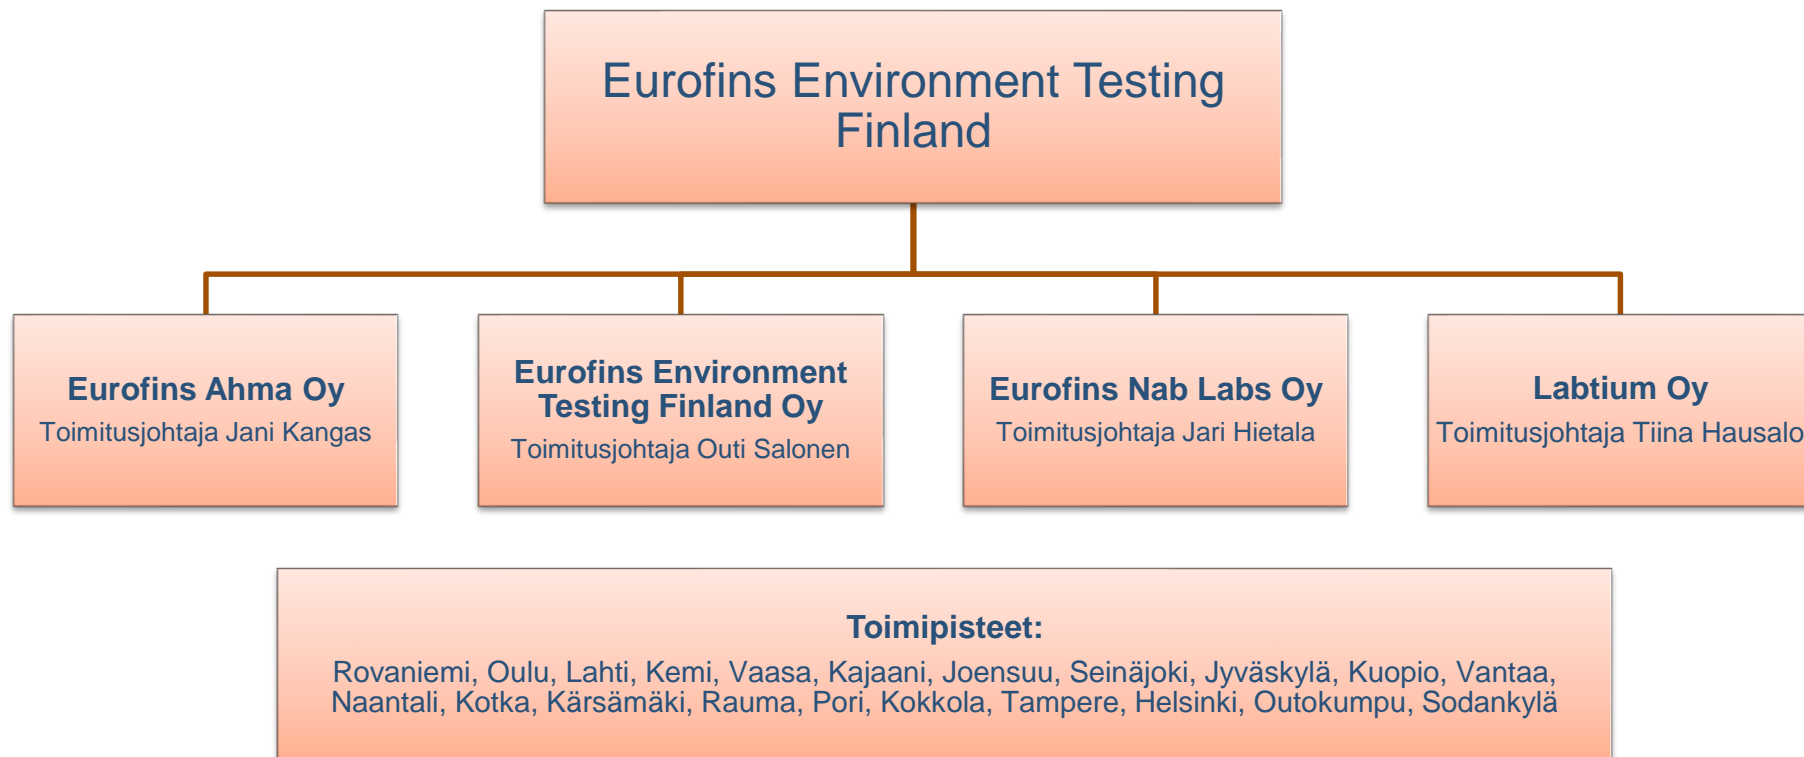 Eurofins Environment Testing
Finland
Eurofins Ahma Oy
Toimitusjohtaja Jani Kangas
Eurofins Environment
Testing Finland Oy
Toimitusjohtaja Outi Salonen
Eurofins Nab Labs Oy
Toimitusjohtaja Jari Hietala
Labtium Oy
Toimitusjohtaja Tiina Hausalo
Toimipisteet:
Rovaniemi, Oulu, Lahti, Kemi, Vaasa, Kajaani, Joensuu, Seinäjoki, Jyväskylä, Kuopio, Vantaa,
Naantali, Kotka, Kärsämäki, Rauma, Pori, Kokkola, Tampere, Helsinki, Outokumpu, Sodankylä